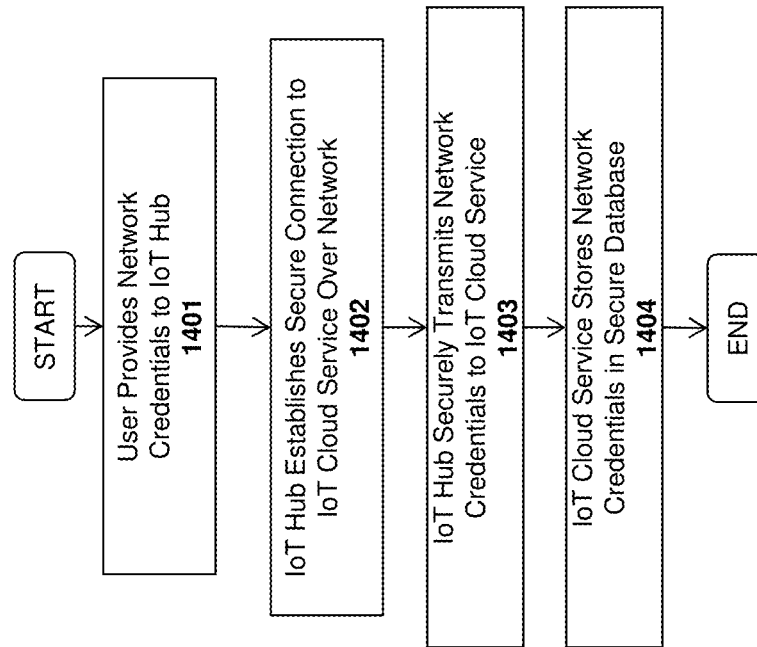 START
User Provides Network
Credentials to IoT Hub
1401
IoT Hub Establishes Secure Connection to
IoT Cloud Service Over Network
1402
IoT Hub Securely Transmits Network
Credentials to IoT Cloud Service
1403
IoT Cloud Service Stores Network
Credentials in Secure Database
1404
END